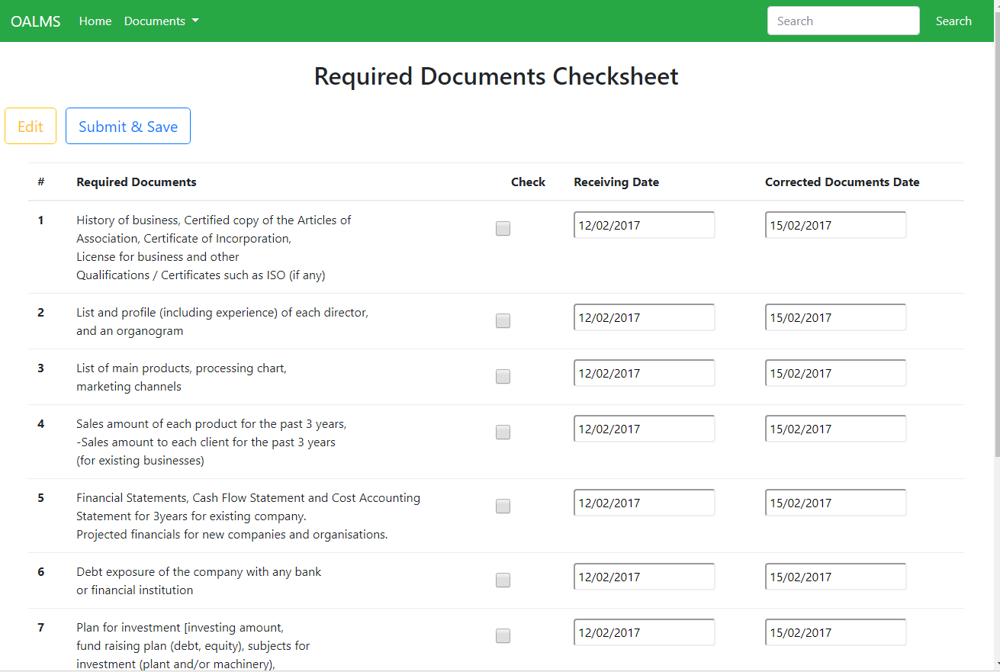 OALMS Home Documents Search Search
Required Documents Checksheet
Edit Submit & Save
# Required Documents Check Receiving Date Corrected Documents Date
1 History of business, Certified copy of the Articles of 12/02/2017 15/02/2017
Association, Certificate of Incorporation,
License for business and other
Qualifications / Certificates such as ISO (if any)
2 List and profile (including experience) of each director, 12/02/2017 15/02/2017
and an organogram
3 List of main products, processing chart, 12/02/2017 15/02/2017
marketing channels
4 Sales amount of each product for the past 3 years, 12/02/2017 15/02/2017
-Sales amount to each client for the past 3 years
(for existing businesses)
5 Financial Statements, Cash Flow Statement and Cost Accounting 12/02/2017 15/02/2017
Statement for 3years for existing company.
Projected financials for new companies and organisations.
6 Debt exposure of the company with any bank 12/02/2017 15/02/2017
or financial institution
7 Plan for investment [investing amount, 12/02/2017 15/02/2017
fund raising plan (debt, equity), subjects for
investment (plant and/or machinery),